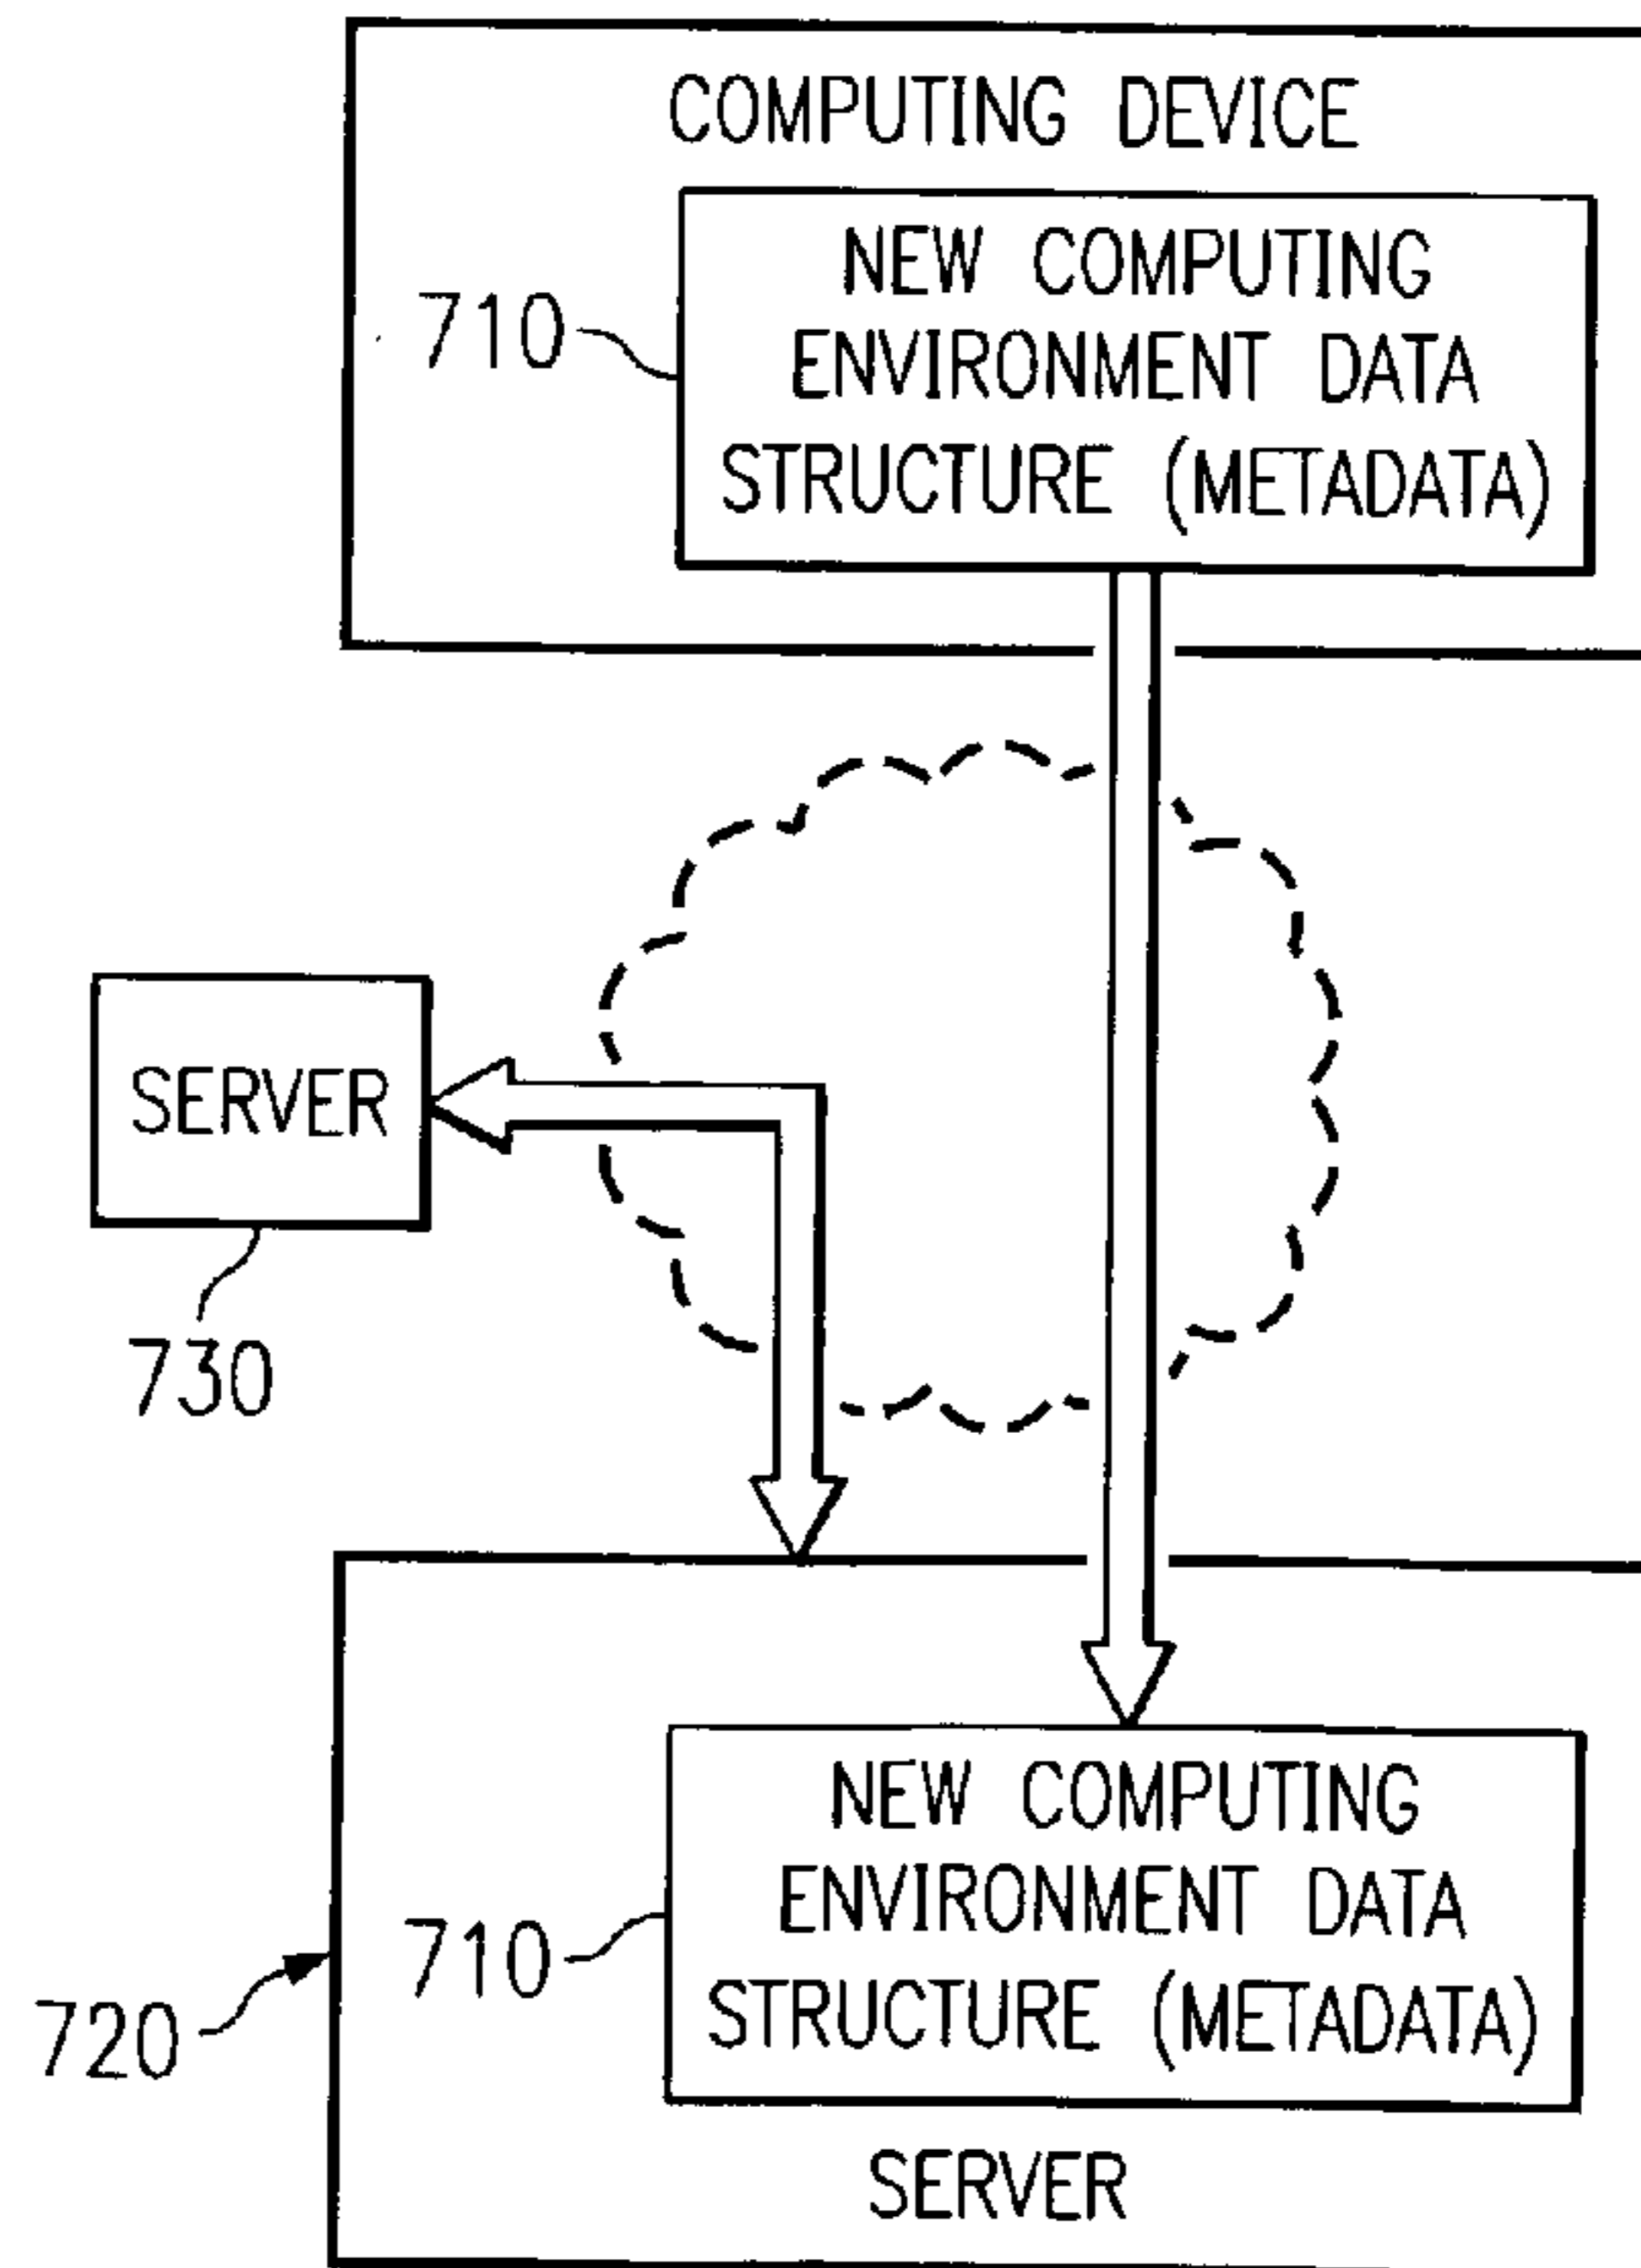 COMPUTING DEVICE
NEW COMPUTING
ENVIRONMENT DATA
STRUCTURE (METADATA)
710
SERVER
730
NEW COMPUTING
ENVIRONMENT DATA
STRUCTURE (METADATA)
710
720
SERVER